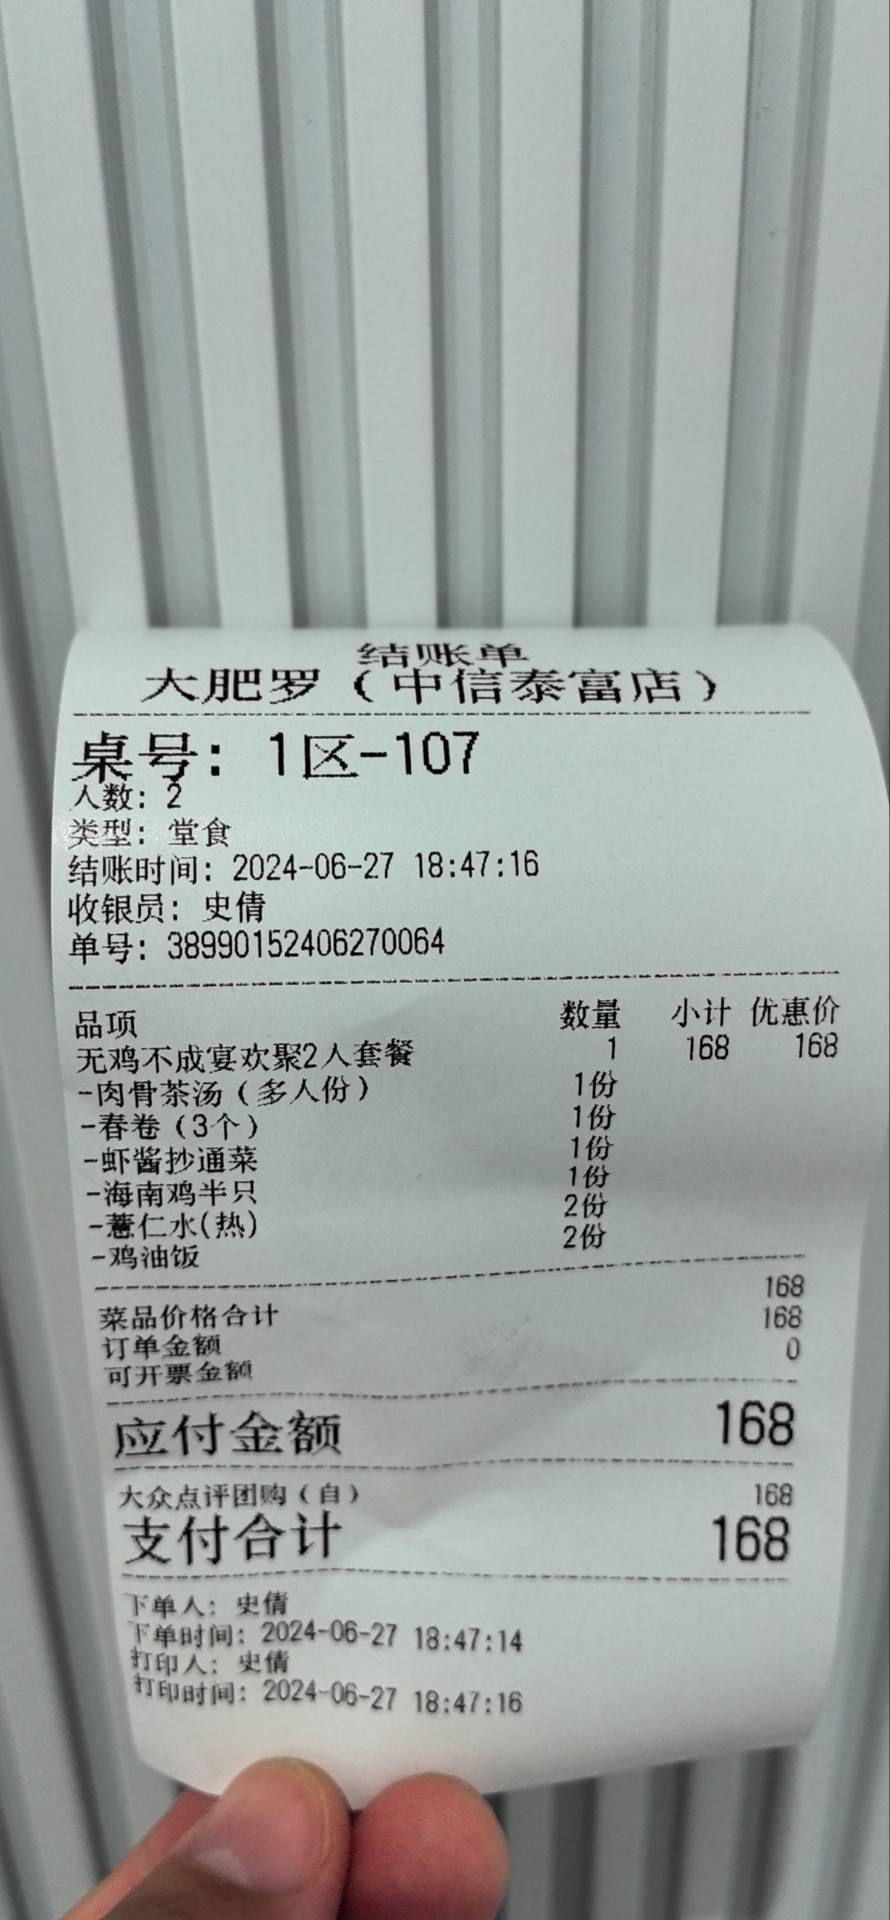 结账单
大肥罗（中信泰富店）
桌号：1区-107
人数：2
类型：堂食
结账时间：2024-06-27 18:47:16
收银员：史倩
单号：38990152406270064
品项 数量 小计 优惠价
无鸡不成宴欢聚2人套餐 1 168 168
-肉骨茶汤（多人份） 1份
-春卷（3个） 1份
-虾酱抄通菜 1份
-海南鸡半只 1份
-薏仁水(热) 2份
-鸡油饭 2份
菜品价格合计 168
订单金额 168
可开票金额 0
应付金额 168
大众点评团购（自） 168
支付合计 168
下单人：史倩
下单时间：2024-06-27 18:47:14
打印人：史倩
打印时间：2024-06-27 18:47:16